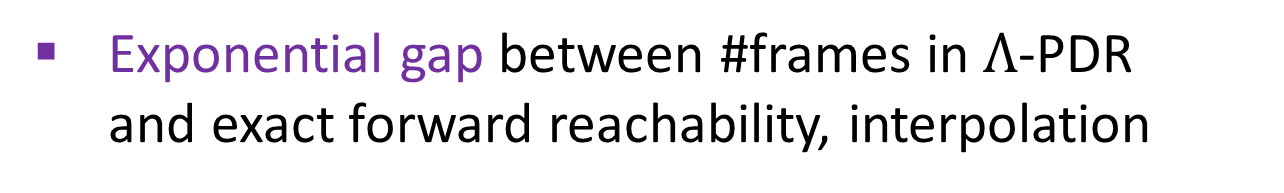 ▪ Exponential gap between #frames in Λ-PDR
and exact forward reachability, interpolation